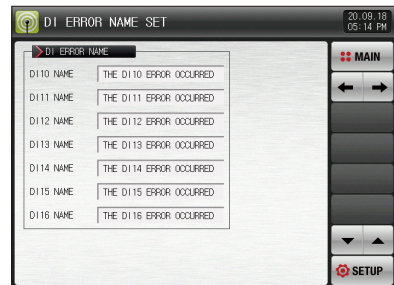 DI ERROR NAME SET
20.09.18
05:14 PM
DI ERROR NAME
DI10 NAME THE DI10 ERROR OCCURRED
DI11 NAME THE DI11 ERROR OCCURRED
DI12 NAME THE DI12 ERROR OCCURRED
DI13 NAME THE DI13 ERROR OCCURRED
DI14 NAME THE DI14 ERROR OCCURRED
DI15 NAME THE DI15 ERROR OCCURRED
DI16 NAME THE DI16 ERROR OCCURRED
MAIN
SETUP